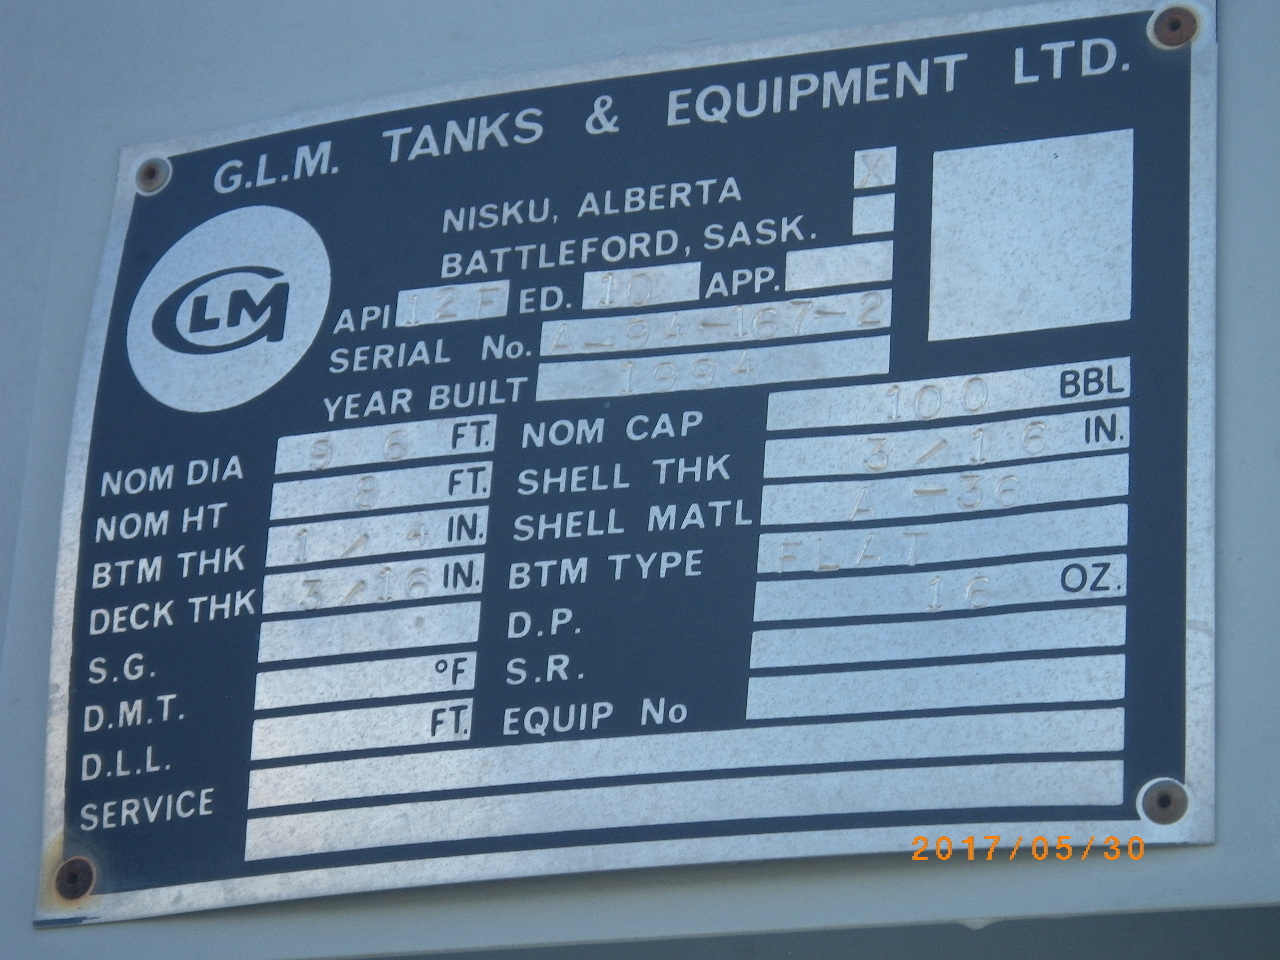 G.L.M. TANKS & EQUIPMENT LTD.
NISKU, ALBERTA X
BATTLEFORD, SASK.
GLM
API 12F ED. 10 APP.
SERIAL No. A-94-167-2
YEAR BUILT 1994
NOM DIA 9 6 FT. NOM CAP 100 BBL
NOM HT 8 FT. SHELL THK 3/16 IN.
BTM THK 1/4 IN. SHELL MATL A-36
DECK THK 3/16 IN. BTM TYPE FLAT
S.G. D.P. 16 OZ.
D.M.T. °F S.R.
D.L.L. FT. EQUIP No
SERVICE
2017/05/30